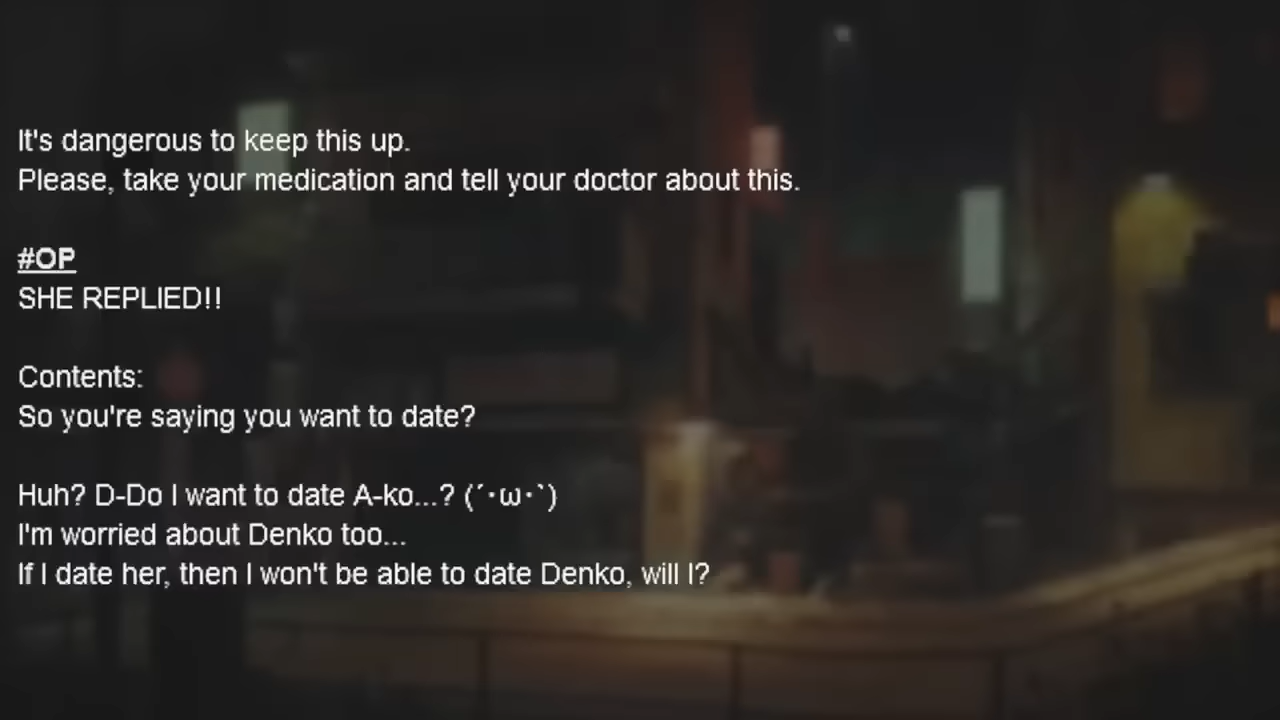 It's dangerous to keep this up.
Please, take your medication and tell your doctor about this.
#OP
SHE REPLIED!!
Contents:
So you're saying you want to date?
Huh? D-Do I want to date A-ko...? (´･ω･`)
I'm worried about Denko too...
If I date her, then I won't be able to date Denko, will I?